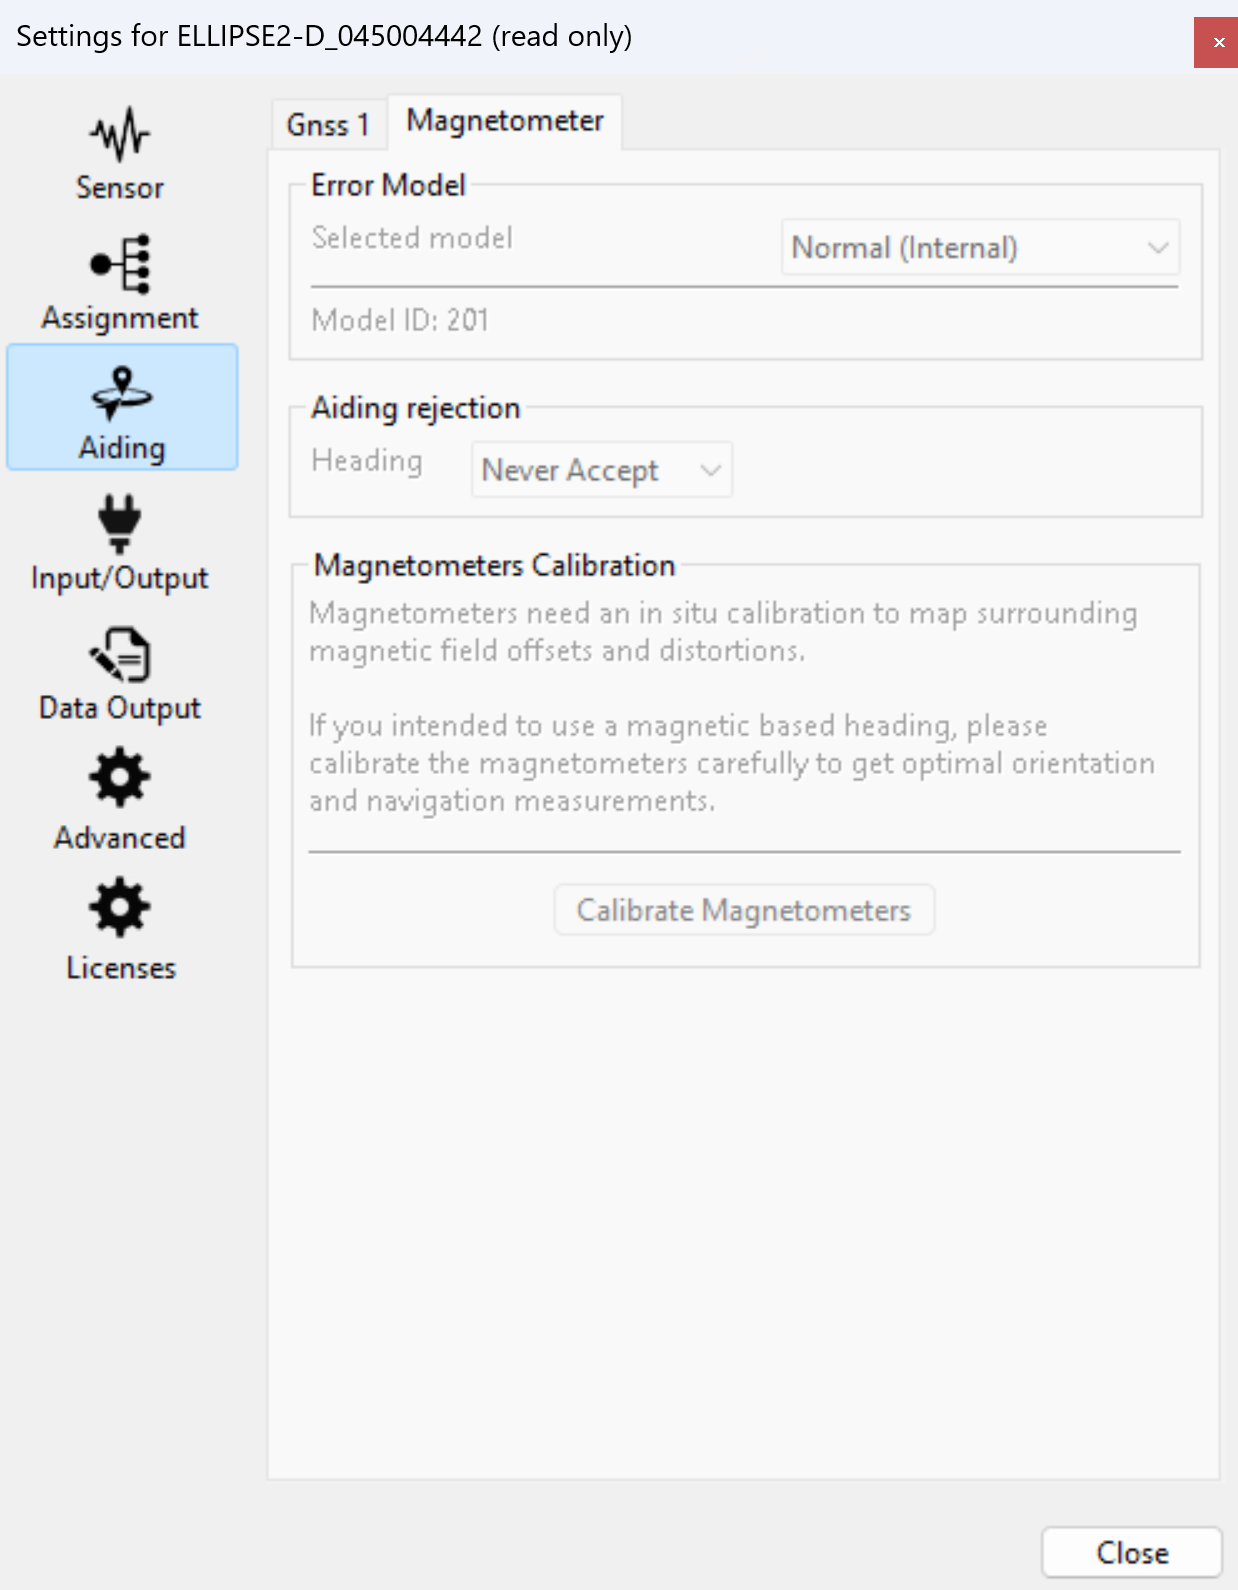 Settings for ELLIPSE2-D_045004442 (read only)
Sensor
Assignment
Aiding
Input/Output
Data Output
Advanced
Licenses
Gnss 1
Magnetometer
Error Model
Selected model
Normal (Internal)
Model ID: 201
Aiding rejection
Heading
Never Accept
Magnetometers Calibration
Magnetometers need an in situ calibration to map surrounding
magnetic field offsets and distortions.
If you intended to use a magnetic based heading, please
calibrate the magnetometers carefully to get optimal orientation
and navigation measurements.
Calibrate Magnetometers
Close